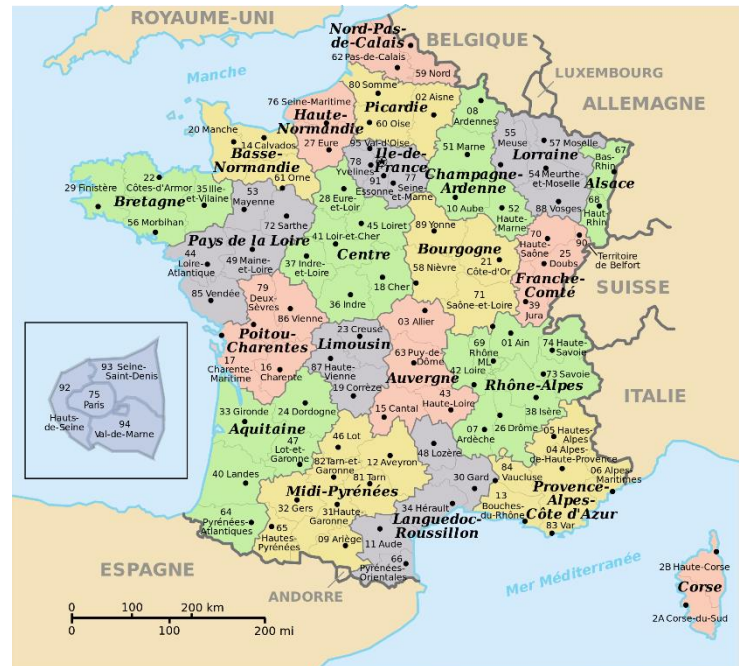 ROYAUME-UNI
Nord-Pas-
de-Calais
BELGIQUE
62 Pas-de-Calais
59 Nord
LUXEMBOURG
Manche
80 Somme
02 Aisne
08
Ardennes
ALLEMAGNE
76 Seine-Maritime
Picardie
Haute-
Normandie
60 Oise
20 Manche
14 Calvados
27 Eure
95 Val-d'Oise
55
Meuse
57 Moselle
Bas-
Rhin
67
Basse-
Normandie
78
Yvelines
Ile-de-
France
51 Marne
Lorraine
91
Essonne
77
Seine-
et-Marne
Champagne-
Ardenne
54 Meurthe-
et-Moselle
Alsace
22
Côtes-d'Armor
61 Orne
29 Finistère
35 Ille-
et-Vilaine
53
Mayenne
28 Eure-
et-Loir
10 Aube
52
Haute-
Marne
88 Vosges
68
Haut-
Rhin
Bretagne
56 Morbihan
72 Sarthe
45 Loiret
89 Yonne
70
Haute-
Saône
90
Territoire
de Belfort
Pays de la Loire
41 Loir-et-Cher
Bourgogne
44
Loire-
Atlantique
49
Maine-et-Loire
37 Indre-
et-Loire
Centre
58 Nièvre
21
Côte-d'Or
25
Doubs
Franche-
Comté
SUISSE
18 Cher
85 Vendée
79
Deux-
Sèvres
36 Indre
71
Saône-et-Loire
39
Jura
86 Vienne
03 Allier
23 Creuse
01 Ain
Poitou-
Charentes
Limousin
69
Rhône
ML
74
Haute-
Savoie
17
Charente-
Maritime
16
Charente
87 Haute-
Vienne
63 Puy-de
-Dôme
42 Loire
73 Savoie
19 Corrèze
Auvergne
Rhône-Alpes
ITALIE
93 Seine-
Saint-Denis
92
75
Paris
Hauts-
de-Seine
94
Val-de-Marne
33 Gironde
24 Dordogne
15 Cantal
43
Haute-Loire
38 Isère
Aquitaine
07
Ardèche
26 Drôme
05 Hautes-
Alpes
47
Lot-et-
Garonne
46 Lot
48 Lozère
04 Alpes-
de-Haute-Provence
40 Landes
82 Tarn-et
-Garonne
12 Aveyron
30 Gard
84
Vaucluse
06 Alpes
Maritimes
81 Tarn
Midi-Pyrénées
Provence-
Alpes-
Côte d'Azur
32 Gers
31 Haute-
Garonne
34 Hérault
13
Bouches-
du-Rhône
64
Pyrénées-
Atlantiques
65
Hautes-
Pyrénées
Languedoc-
Roussillon
83 Var
09 Ariège
11 Aude
66
Pyrénées-
Orientales
ESPAGNE
ANDORRE
Mer Méditerranée
2B Haute-Corse
Corse
2A Corse-du-Sud
0 100 200 km
0 100 200 mi